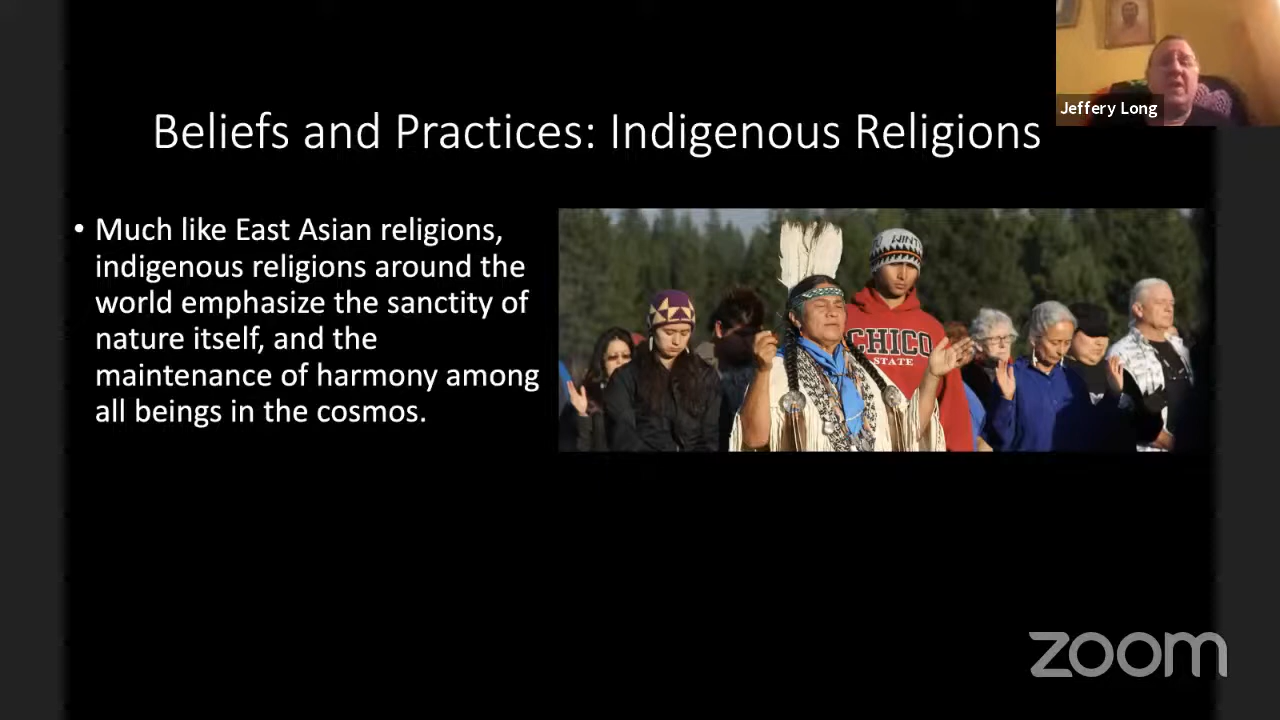 Jeffery Long
Beliefs and Practices: Indigenous Religions
• Much like East Asian religions,
indigenous religions around the
world emphasize the sanctity of
nature itself, and the
maintenance of harmony among
all beings in the cosmos.
CHICO
STATE
zoom